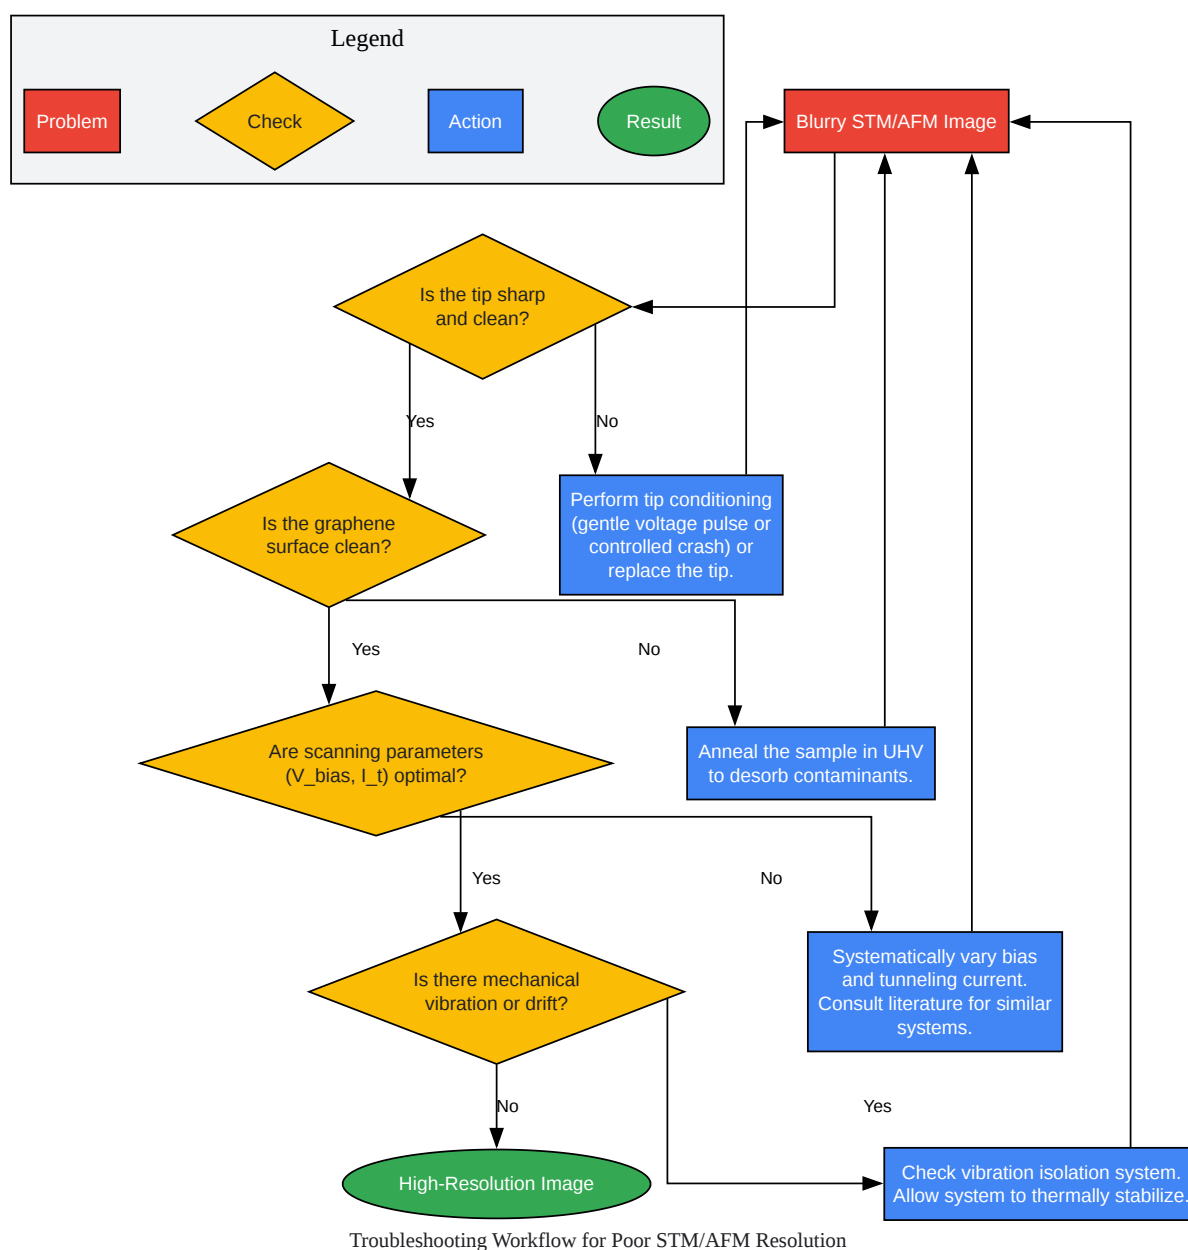 Legend
Problem
Check
Action
Result
Blurry STM/AFM Image
Is the tip sharp
and clean?
Yes
No
Is the graphene
surface clean?
Perform tip conditioning
(gentle voltage pulse or
controlled crash) or
replace the tip.
Yes
No
Are scanning parameters
(V_bias, I_t) optimal?
Anneal the sample in UHV
to desorb contaminants.
Yes
No
Is there mechanical
vibration or drift?
Systematically vary bias
and tunneling current.
Consult literature for similar
systems.
No
Yes
High-Resolution Image
Check vibration isolation system.
Allow system to thermally stabilize.
Troubleshooting Workflow for Poor STM/AFM Resolution